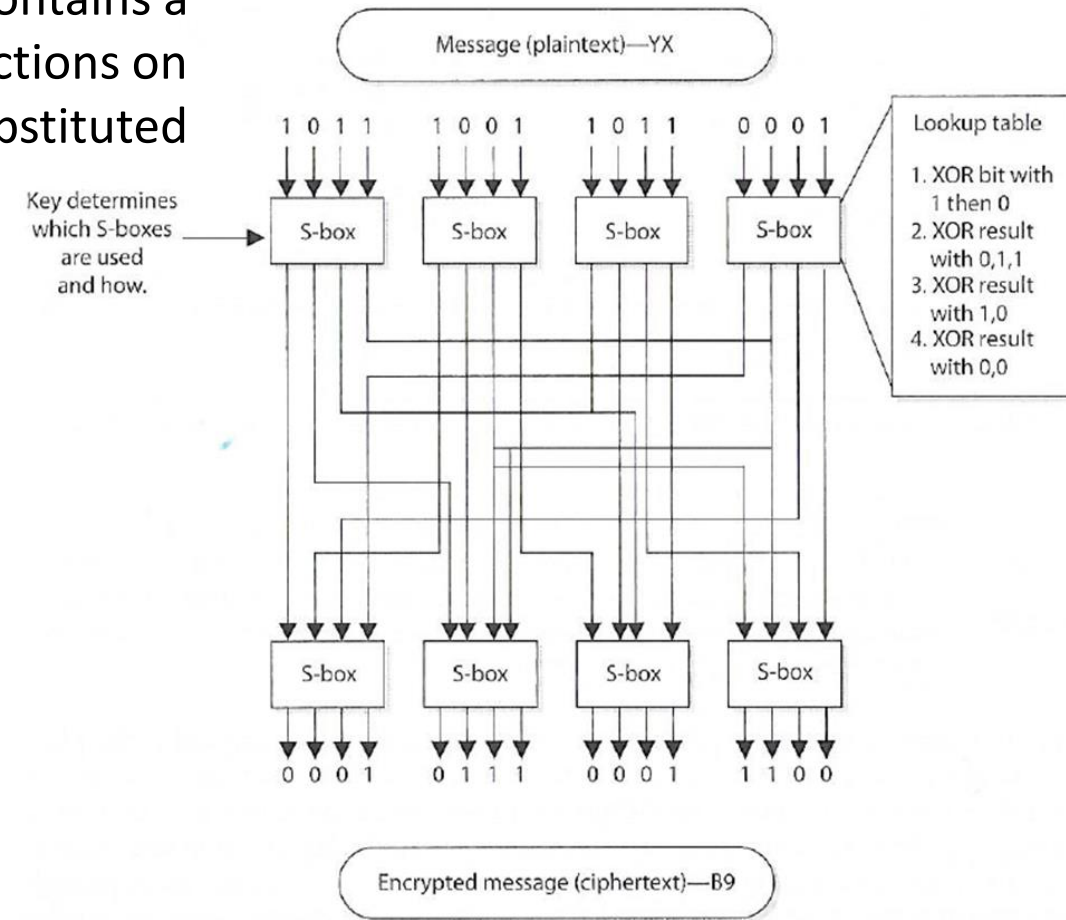 ontains a
ctions on
bstituted
Message (plaintext)—YX
1 0 1 1 1 0 0 1 1 0 1 1 0 0 0 1
Key determines
which S-boxes
are used
and how.
S-box S-box S-box S-box
Lookup table
1. XOR bit with
1 then 0
2. XOR result
with 0,1,1
3. XOR result
with 1,0
4. XOR result
with 0,0
S-box S-box S-box S-box
0 0 0 1 0 1 1 1 0 0 0 1 1 1 0 0
Encrypted message (ciphertext)—B9